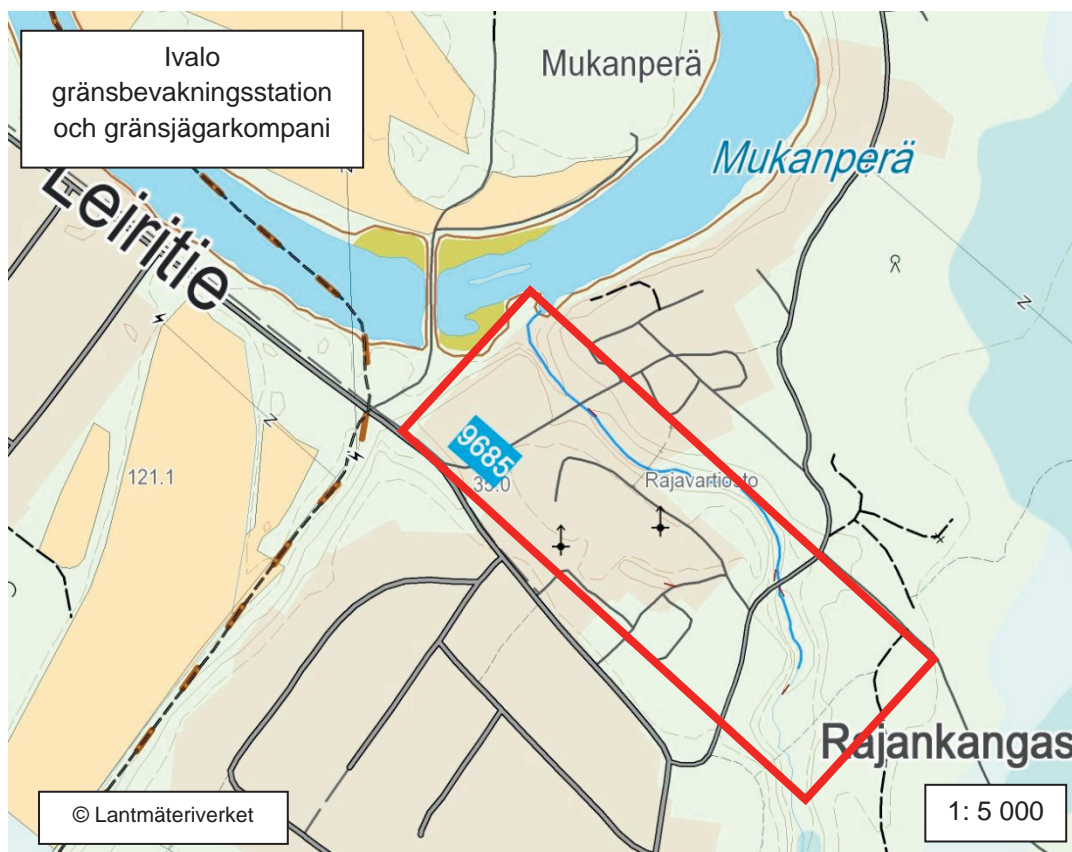 Ivalo
gränsbevakningsstation
och gränsjägarkompani
Mukanperä
Mukanperä
Leiritie
9685
121.1
Rajavartiosto
Rajankangas
© Lantmäteriverket
1: 5 000